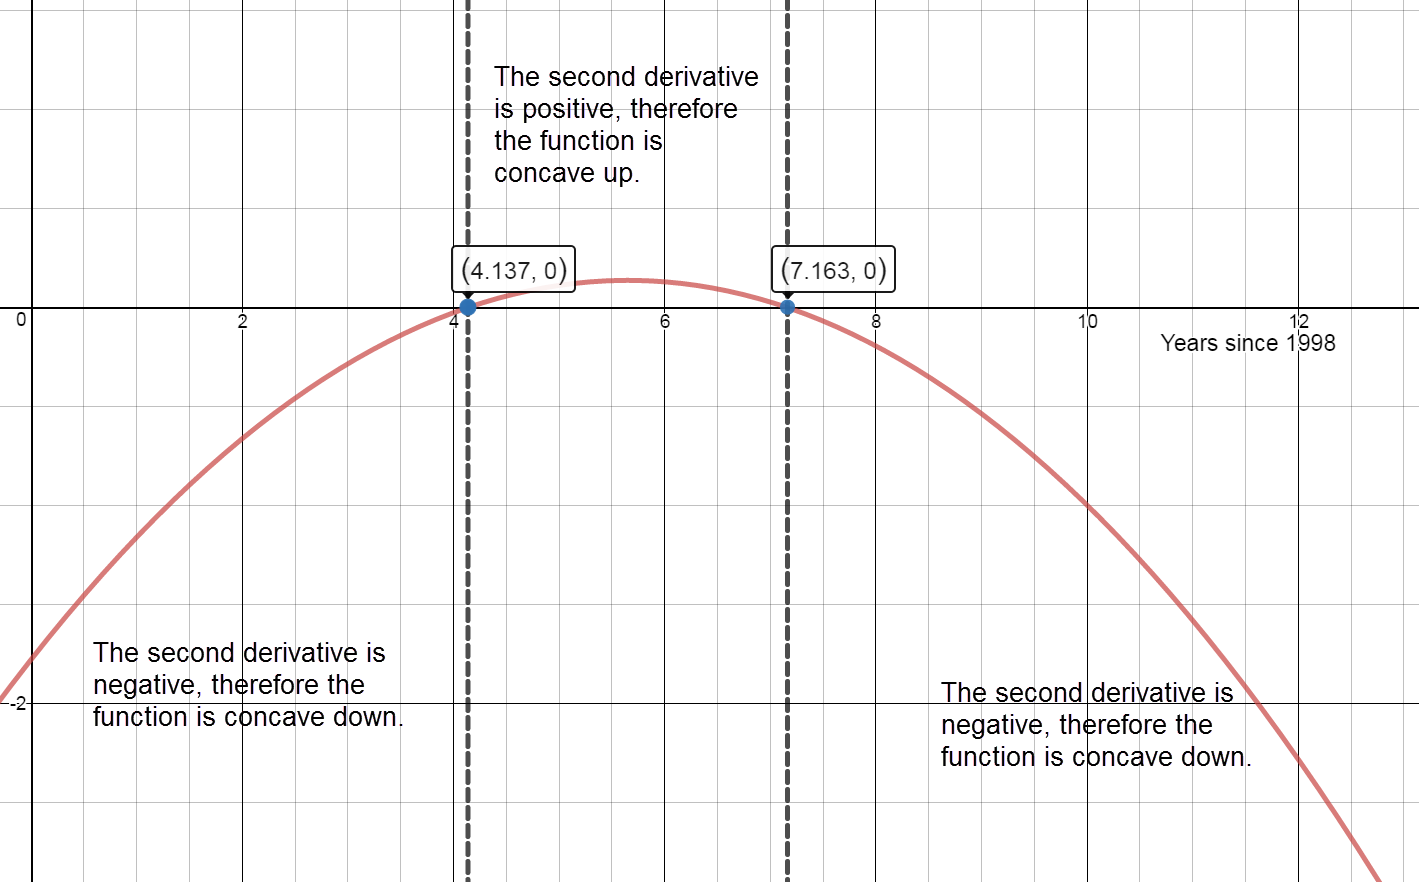 The second derivative
is positive, therefore
the function is
concave up.
(4.137, 0)
(7.163, 0)
0
2
4
6
8
10
12
Years since 1998
The second derivative is
negative, therefore the
function is concave down.
-2
The second derivative is
negative, therefore the
function is concave down.